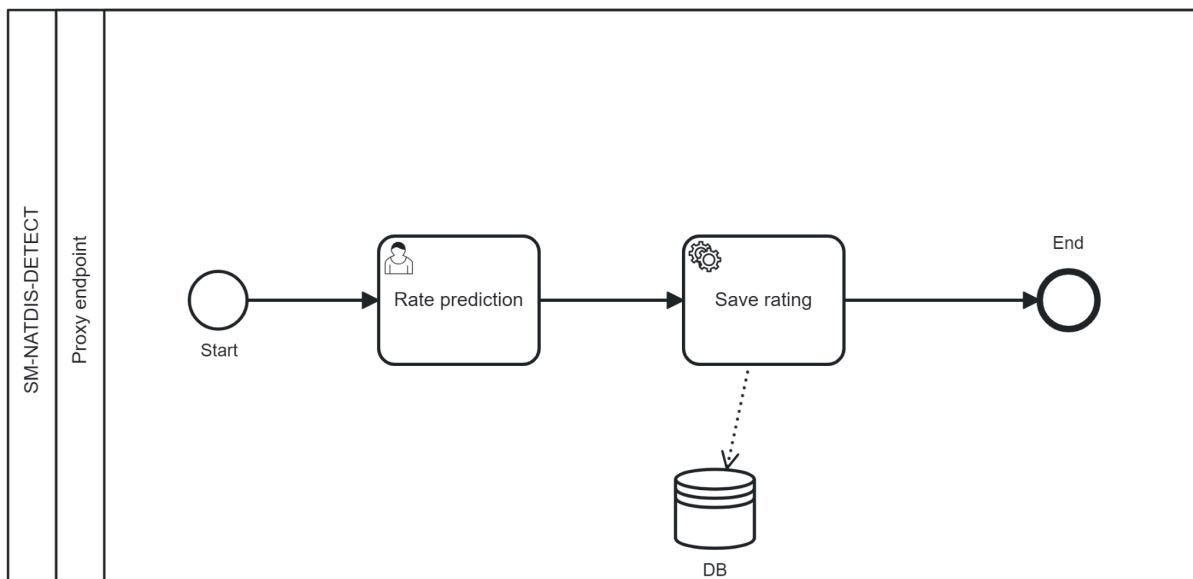 SM-NATDIS-DETECT
Proxy endpoint
Start
Rate prediction
Save rating
End
DB